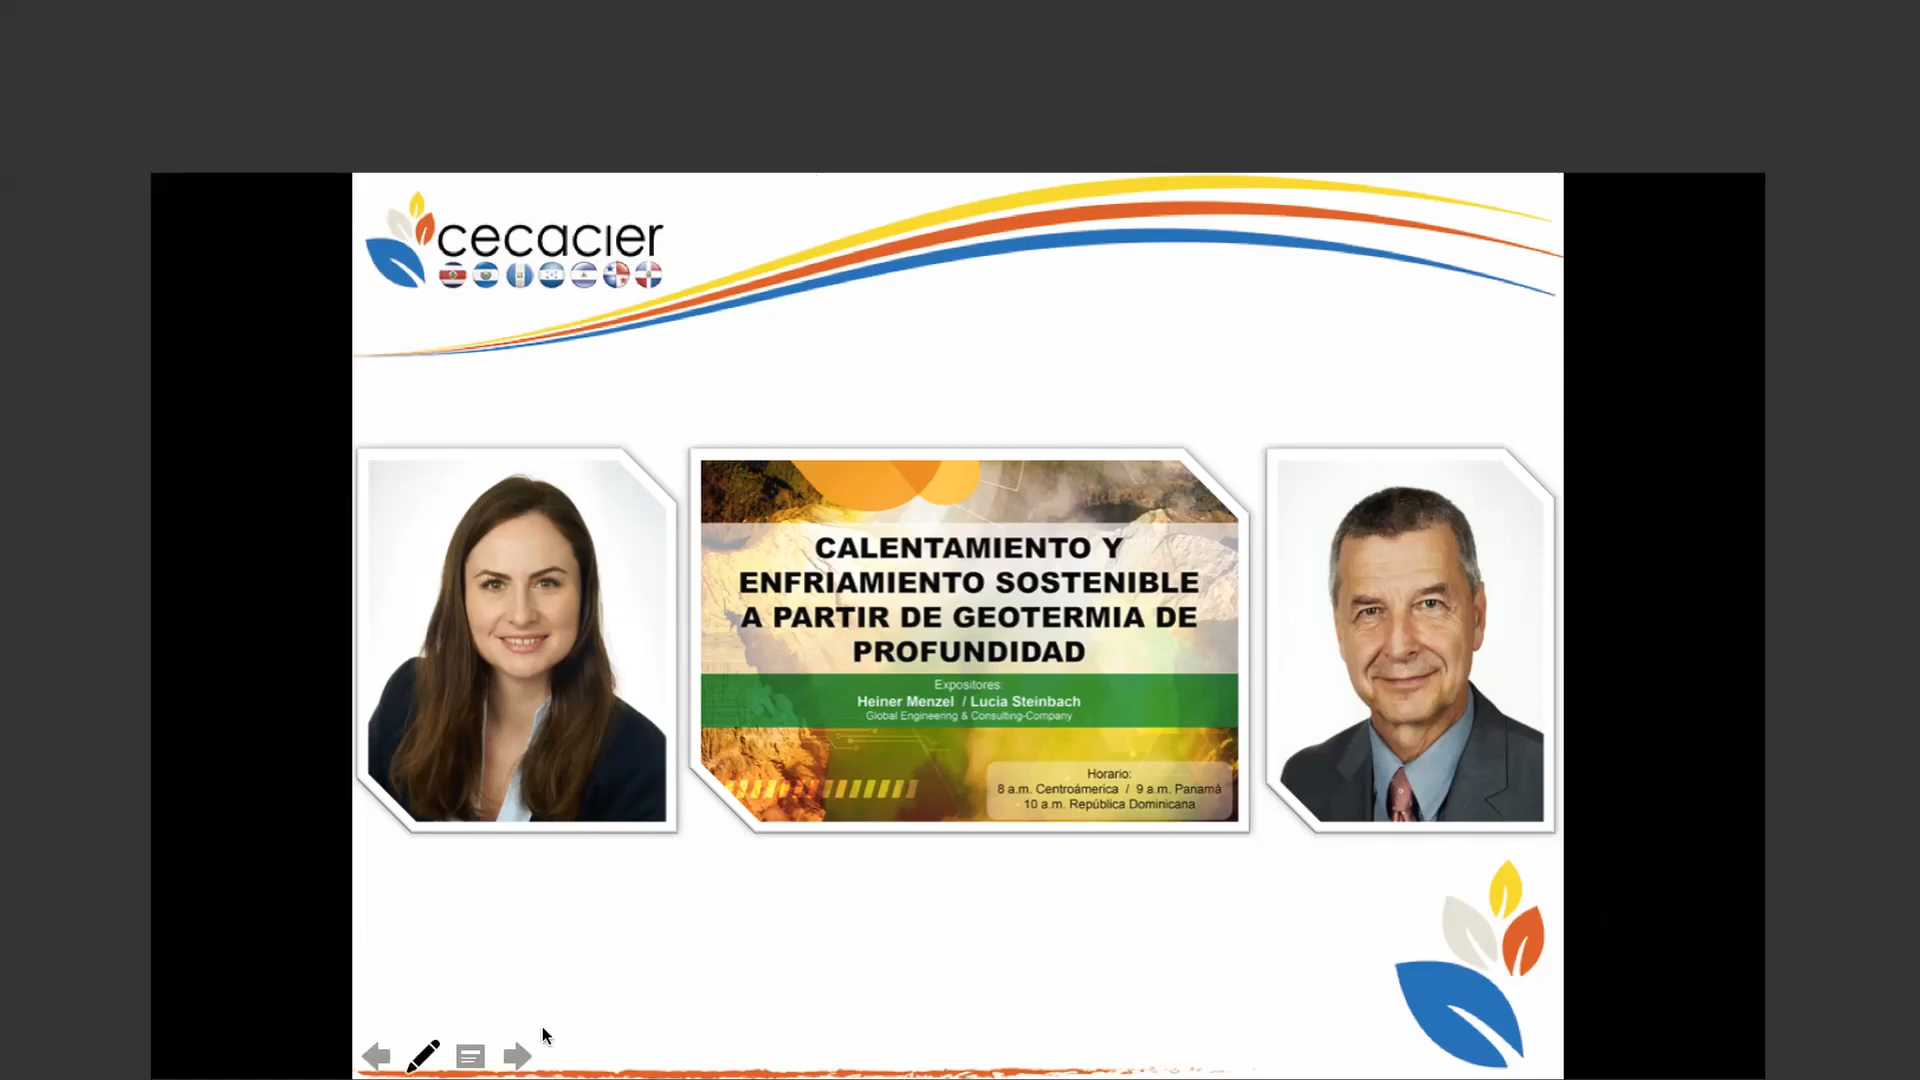 cecacier
CALENTAMIENTO Y
ENFRIAMIENTO SOSTENIBLE
A PARTIR DE GEOTERMIA DE
PROFUNDIDAD
Expositores:
Heiner Menzel / Lucia Steinbach
Global Engineering & Consulting-Company
Horario:
8 a.m. Centroámerica / 9 a.m. Panamá
10 a.m. República Dominicana